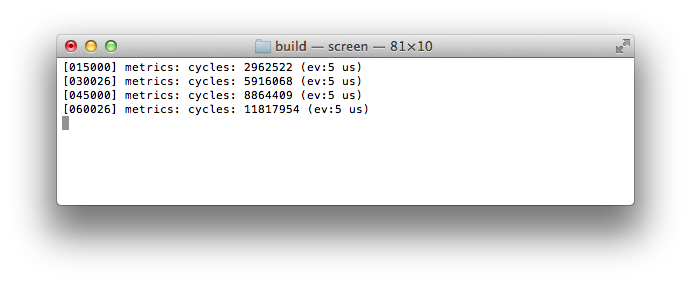 build — screen — 81×10
[015000] metrics: cycles: 2962522 (ev:5 us)
[030026] metrics: cycles: 5916068 (ev:5 us)
[045000] metrics: cycles: 8864409 (ev:5 us)
[060026] metrics: cycles: 11817954 (ev:5 us)